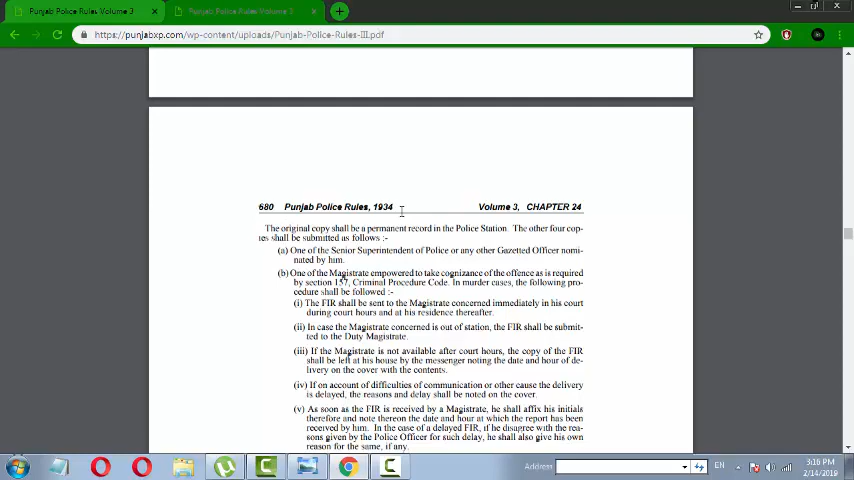 Punjab Police Rules Volume 3
Punjab Police Rules Volume 3
https://punjabxp.com/wp-content/uploads/Punjab-Police-Rules-III.pdf
680 Punjab Police Rules, 1934 Volume 3, CHAPTER 24
The original copy shall be a permanent record in the Police Station. The other four cop-
ies shall be submitted as follows :-
(a) One of the Senior Superintendent of Police or any other Gazetted Officer nomi-
nated by him.
(b) One of the Magistrate empowered to take cognizance of the offence as is required
by section 157, Criminal Procedure Code. In murder cases, the following pro-
cedure shall be followed :-
(i) The FIR shall be sent to the Magistrate concerned immediately in his court
during court hours and at his residence thereafter.
(ii) In case the Magistrate concerned is out of station, the FIR shall be submit-
ted to the Duty Magistrate.
(iii) If the Magistrate is not available after court hours, the copy of the FIR
shall be left at his house by the messenger noting the date and hour of de-
livery on the cover with the contents.
(iv) If on account of difficulties of communication or other cause the delivery
is delayed, the reasons and delay shall be noted on the cover.
(v) As soon as the FIR is received by a Magistrate, he shall affix his initials
therefore and note thereon the date and hour at which the report has been
received by him. In the case of a delayed FIR, if he disagree with the rea-
sons given by the Police Officer for such delay, he shall also give his own
reason for the same, if any.
Address
EN
3:16 PM
2/14/2019